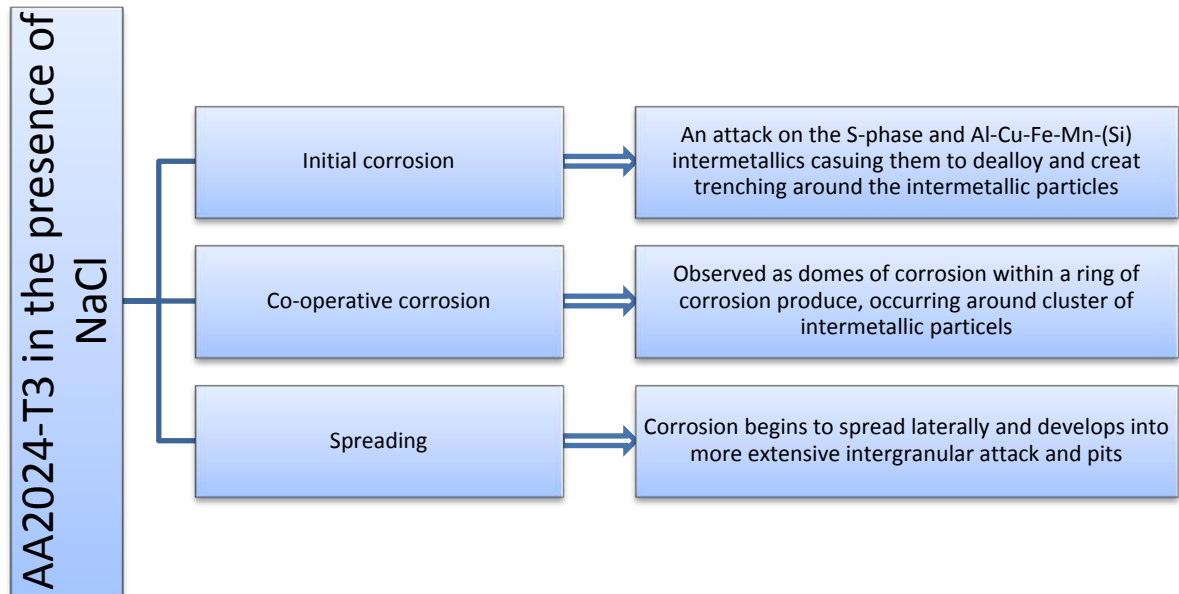 AA2024-T3 in the presence of
NaCl
Initial corrosion
An attack on the S-phase and Al-Cu-Fe-Mn-(Si)
intermetallics casuing them to dealloy and creat
trenching around the intermetallic particles
Co-operative corrosion
Observed as domes of corrosion within a ring of
corrosion produce, occurring around cluster of
intermetallic particels
Spreading
Corrosion begins to spread laterally and develops into
more extensive intergranular attack and pits